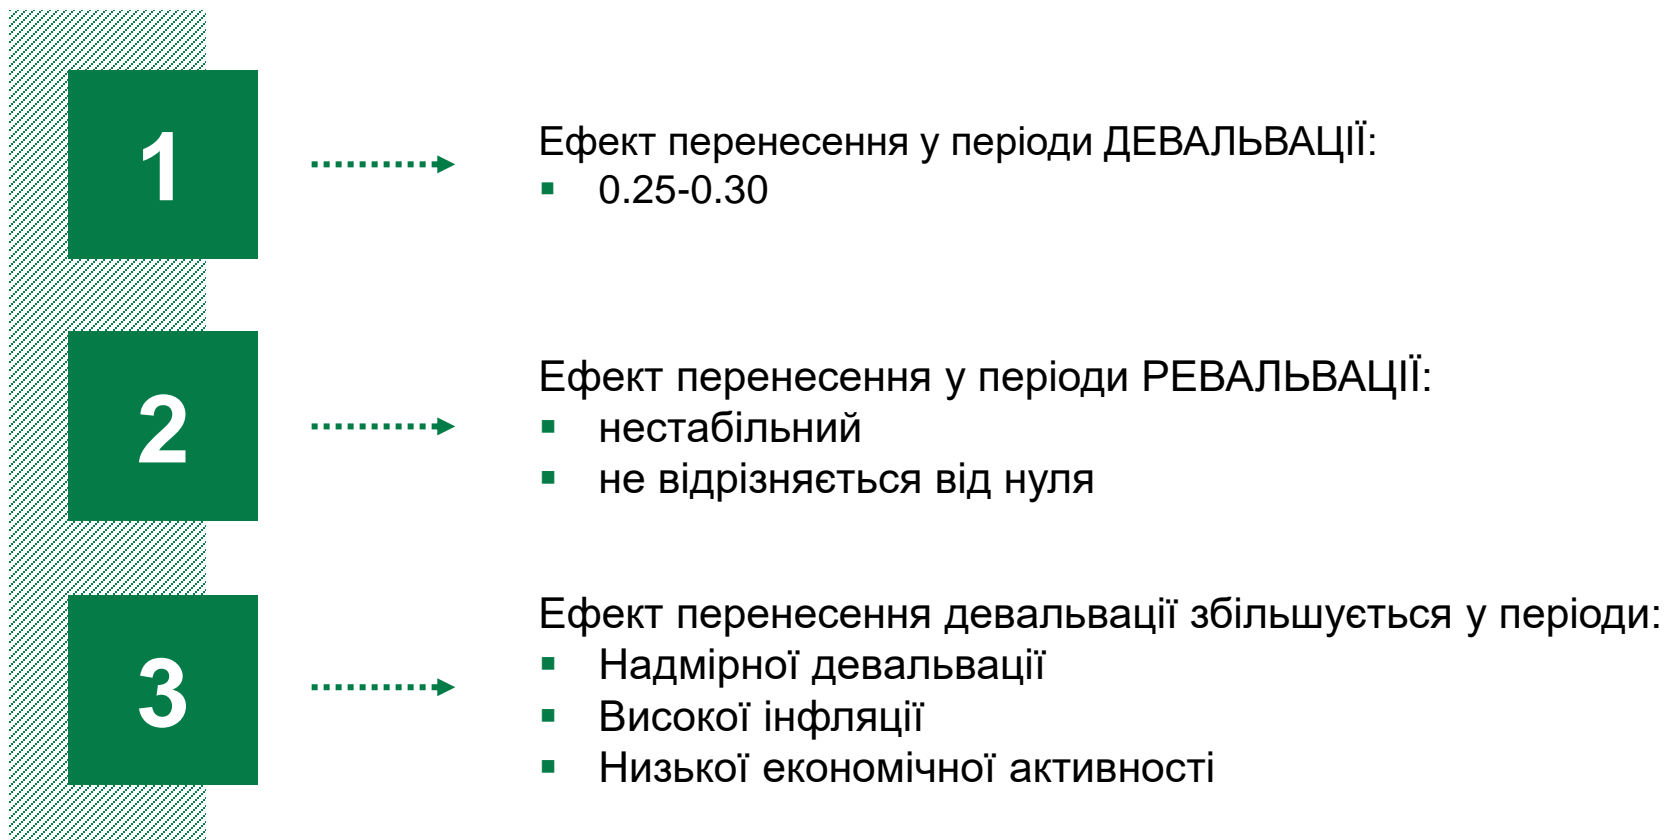 1
Ефект перенесення у періоди ДЕВАЛЬВАЦІЇ:
▪ 0.25-0.30
2
Ефект перенесення у періоди РЕВАЛЬВАЦІЇ:
▪ нестабільний
▪ не відрізняється від нуля
3
Ефект перенесення девальвації збільшується у періоди:
▪ Надмірної девальвації
▪ Високої інфляції
▪ Низької економічної активності